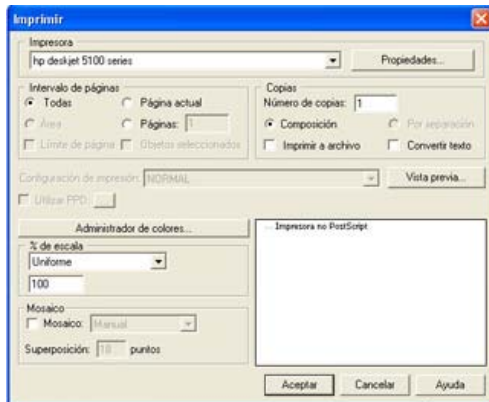 Imprimir
Impresora
hp deskjet 5100 series
Propiedades...
Intervalo de páginas
Todas
Página actual
Área
Páginas: 1
Límite de página
Objetos seleccionados
Copias
Número de copias: 1
Composición
Por separación
Imprimir a archivo
Convertir texto
Configuración de impresión: NORMAL
Vista previa...
Utilizar PPD:
Administrador de colores...
Impresora no PostScript
% de escala
Uniforme
100
Mosaico
Mosaico: Manual
Superposición: 18 puntos
Aceptar
Cancelar
Ayuda